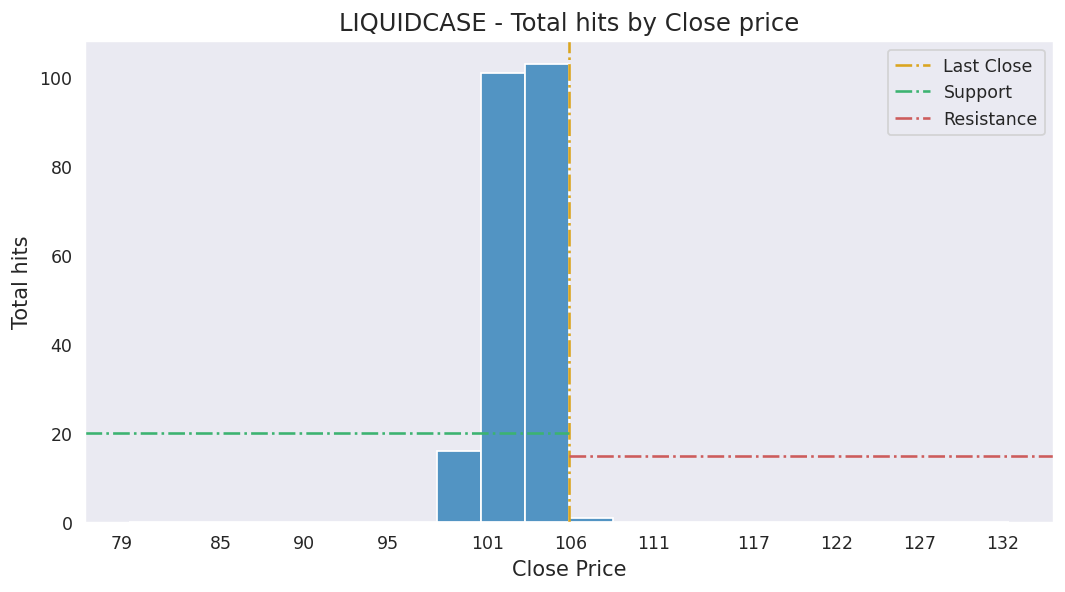 LIQUIDCASE - Total hits by Close price
Last Close
Support
Resistance
Total hits
100
80
60
40
20
0
79 85 90 95 101 106 111 117 122 127 132
Close Price